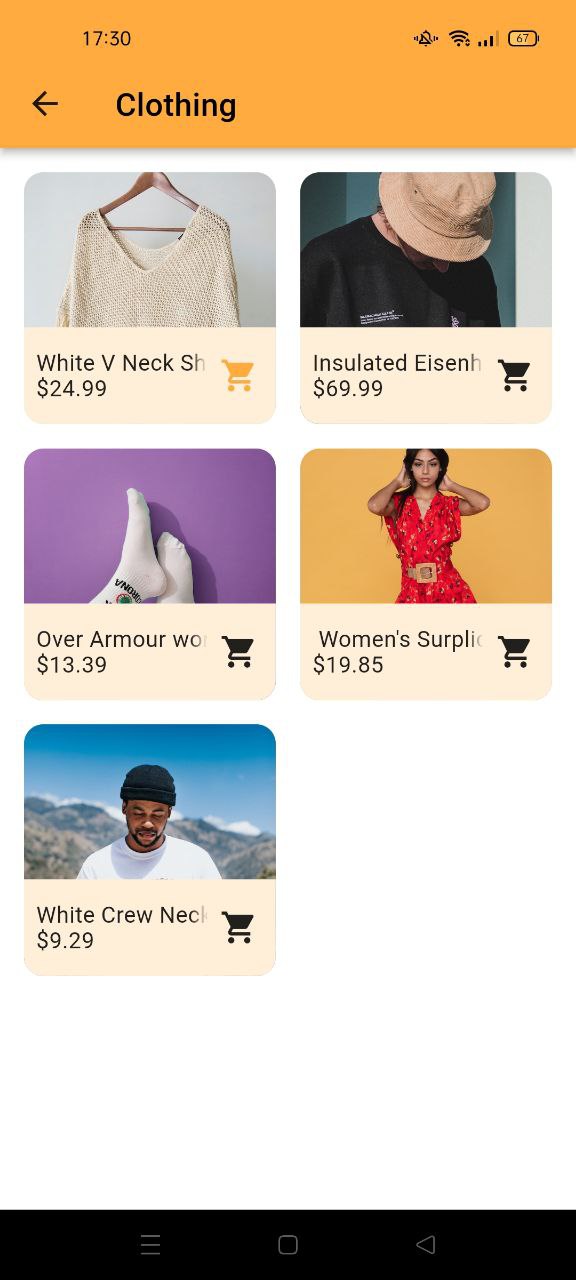 17:30
67
Clothing
White V Neck Sh
$24.99
Insulated Eisenh
$69.99
Over Armour wo
$13.39
Women's Surplic
$19.85
White Crew Neck
$9.29